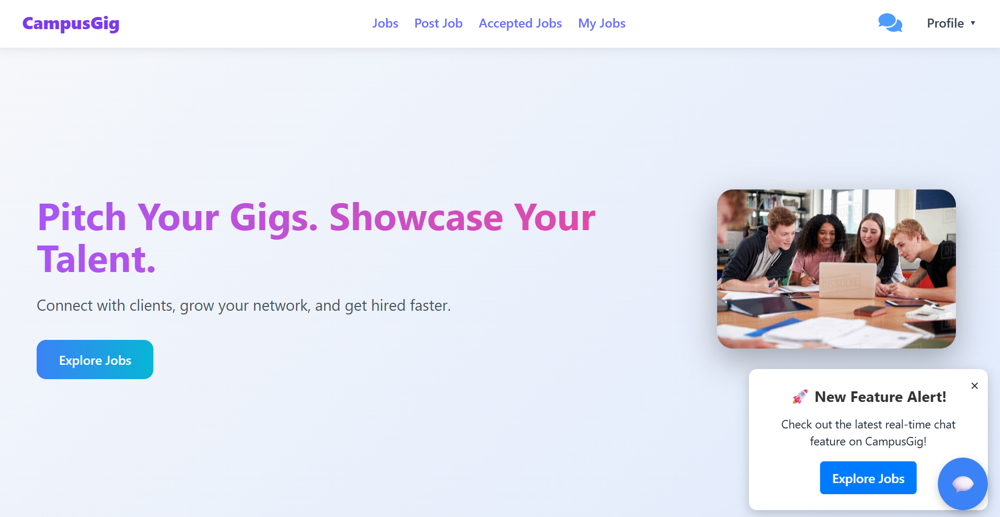 CampusGig
Jobs
Post Job
Accepted Jobs
My Jobs
Profile ▼
Pitch Your Gigs. Showcase Your
Talent.
Connect with clients, grow your network, and get hired faster.
Explore Jobs
DISSOLVE
×
🚀 New Feature Alert!
Check out the latest real-time chat
feature on CampusGig!
Explore Jobs